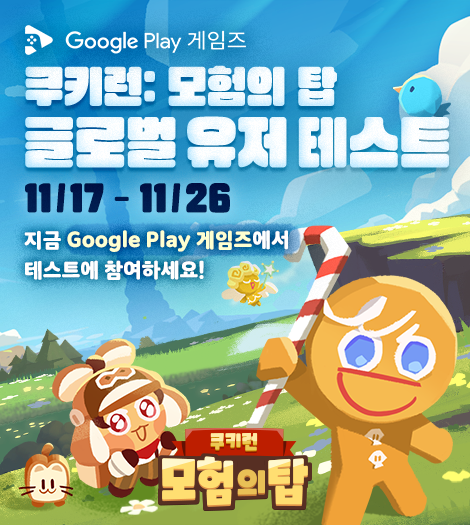 Google Play 게임즈
쿠키런: 모험의 탑
글로벌 유저 테스트
11/17 - 11/26
지금 Google Play 게임즈에서
테스트에 참여하세요!
쿠키런
모험의탑